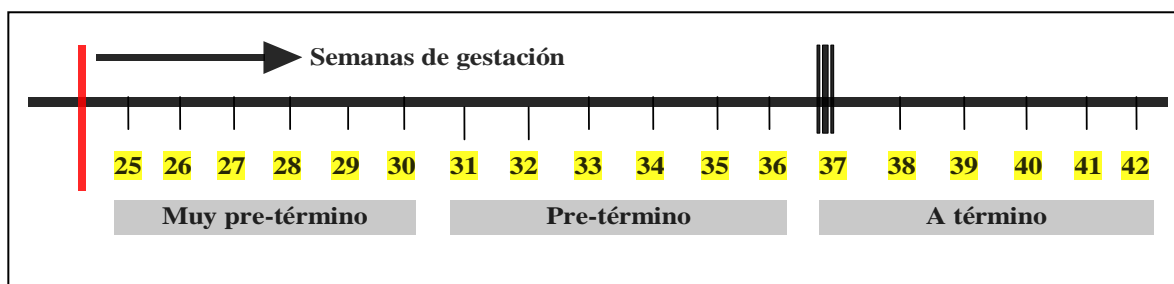 Semanas de gestación
25 26 27 28 29 30 31 32 33 34 35 36 37 38 39 40 41 42
Muy pre-término Pre-término A término